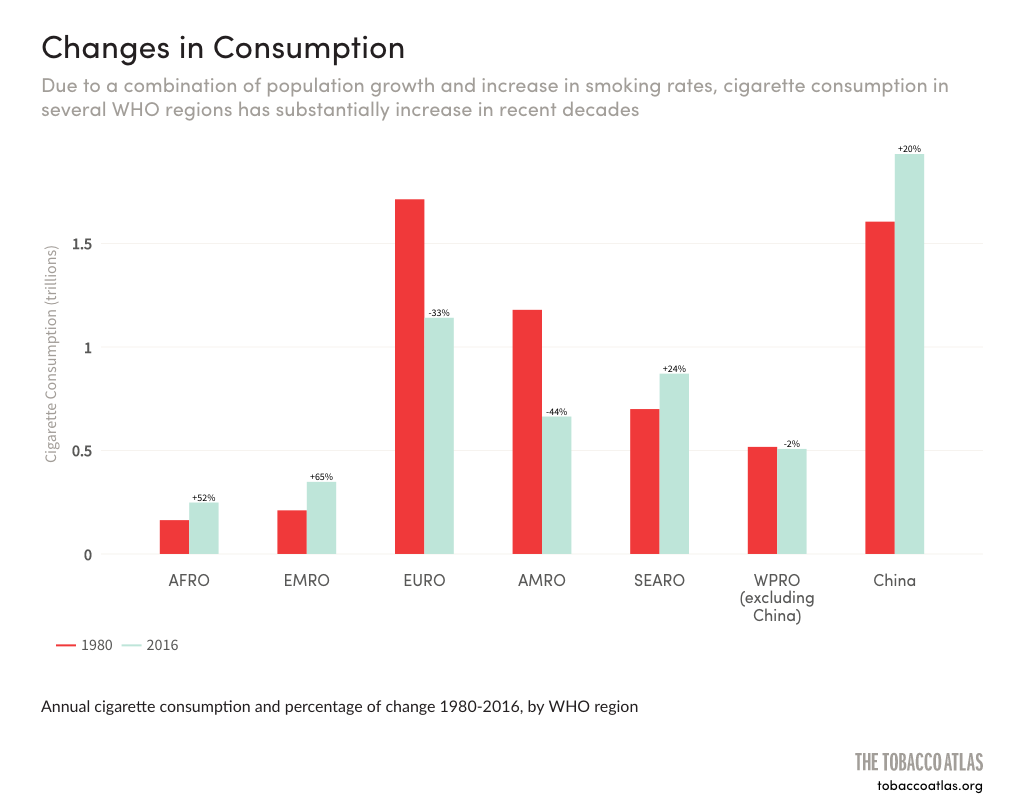 Changes in Consumption
Due to a combination of population growth and increase in smoking rates, cigarette consumption in
several WHO regions has substantially increase in recent decades
+20%
1.5
-33%
1
+24%
-44%
0.5
-2%
+65%
+52%
0
Cigarette Consumption (trillions)
AFRO
EMRO
EURO
AMRO
SEARO
WPRO
(excluding
China)
China
1980
2016
Annual cigarette consumption and percentage of change 1980-2016, by WHO region
THE TOBACCO ATLAS
tobaccoatlas.org